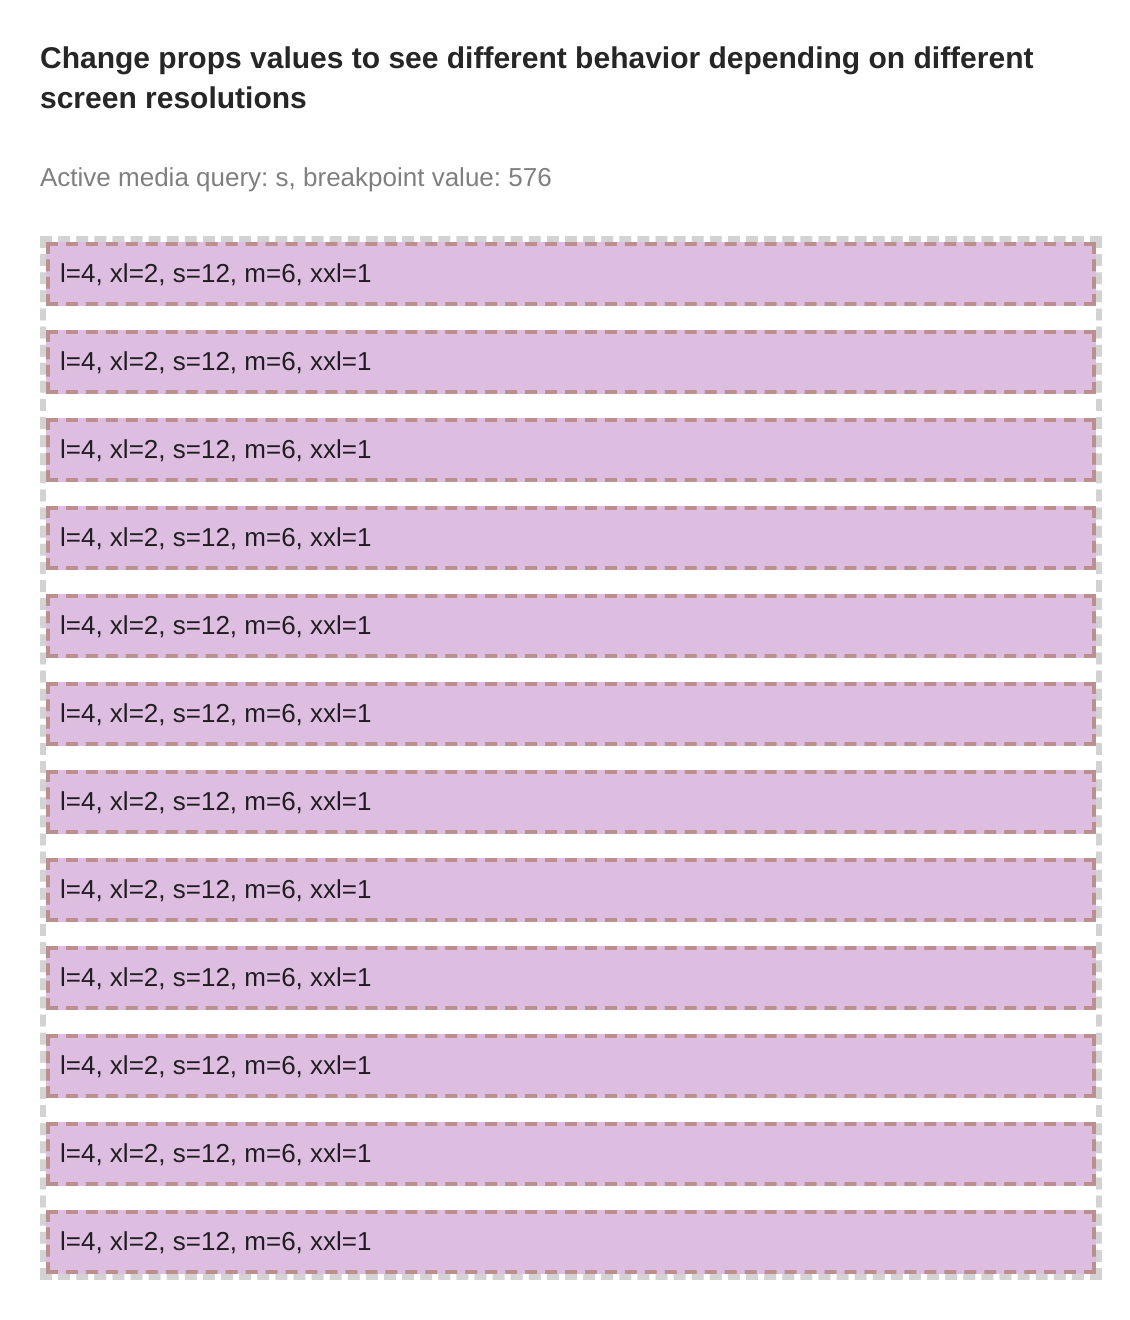 Change props values to see different behavior depending on different
screen resolutions
Active media query: s, breakpoint value: 576
l=4, xl=2, s=12, m=6, xxl=1
l=4, xl=2, s=12, m=6, xxl=1
l=4, xl=2, s=12, m=6, xxl=1
l=4, xl=2, s=12, m=6, xxl=1
l=4, xl=2, s=12, m=6, xxl=1
l=4, xl=2, s=12, m=6, xxl=1
l=4, xl=2, s=12, m=6, xxl=1
l=4, xl=2, s=12, m=6, xxl=1
l=4, xl=2, s=12, m=6, xxl=1
l=4, xl=2, s=12, m=6, xxl=1
l=4, xl=2, s=12, m=6, xxl=1
l=4, xl=2, s=12, m=6, xxl=1